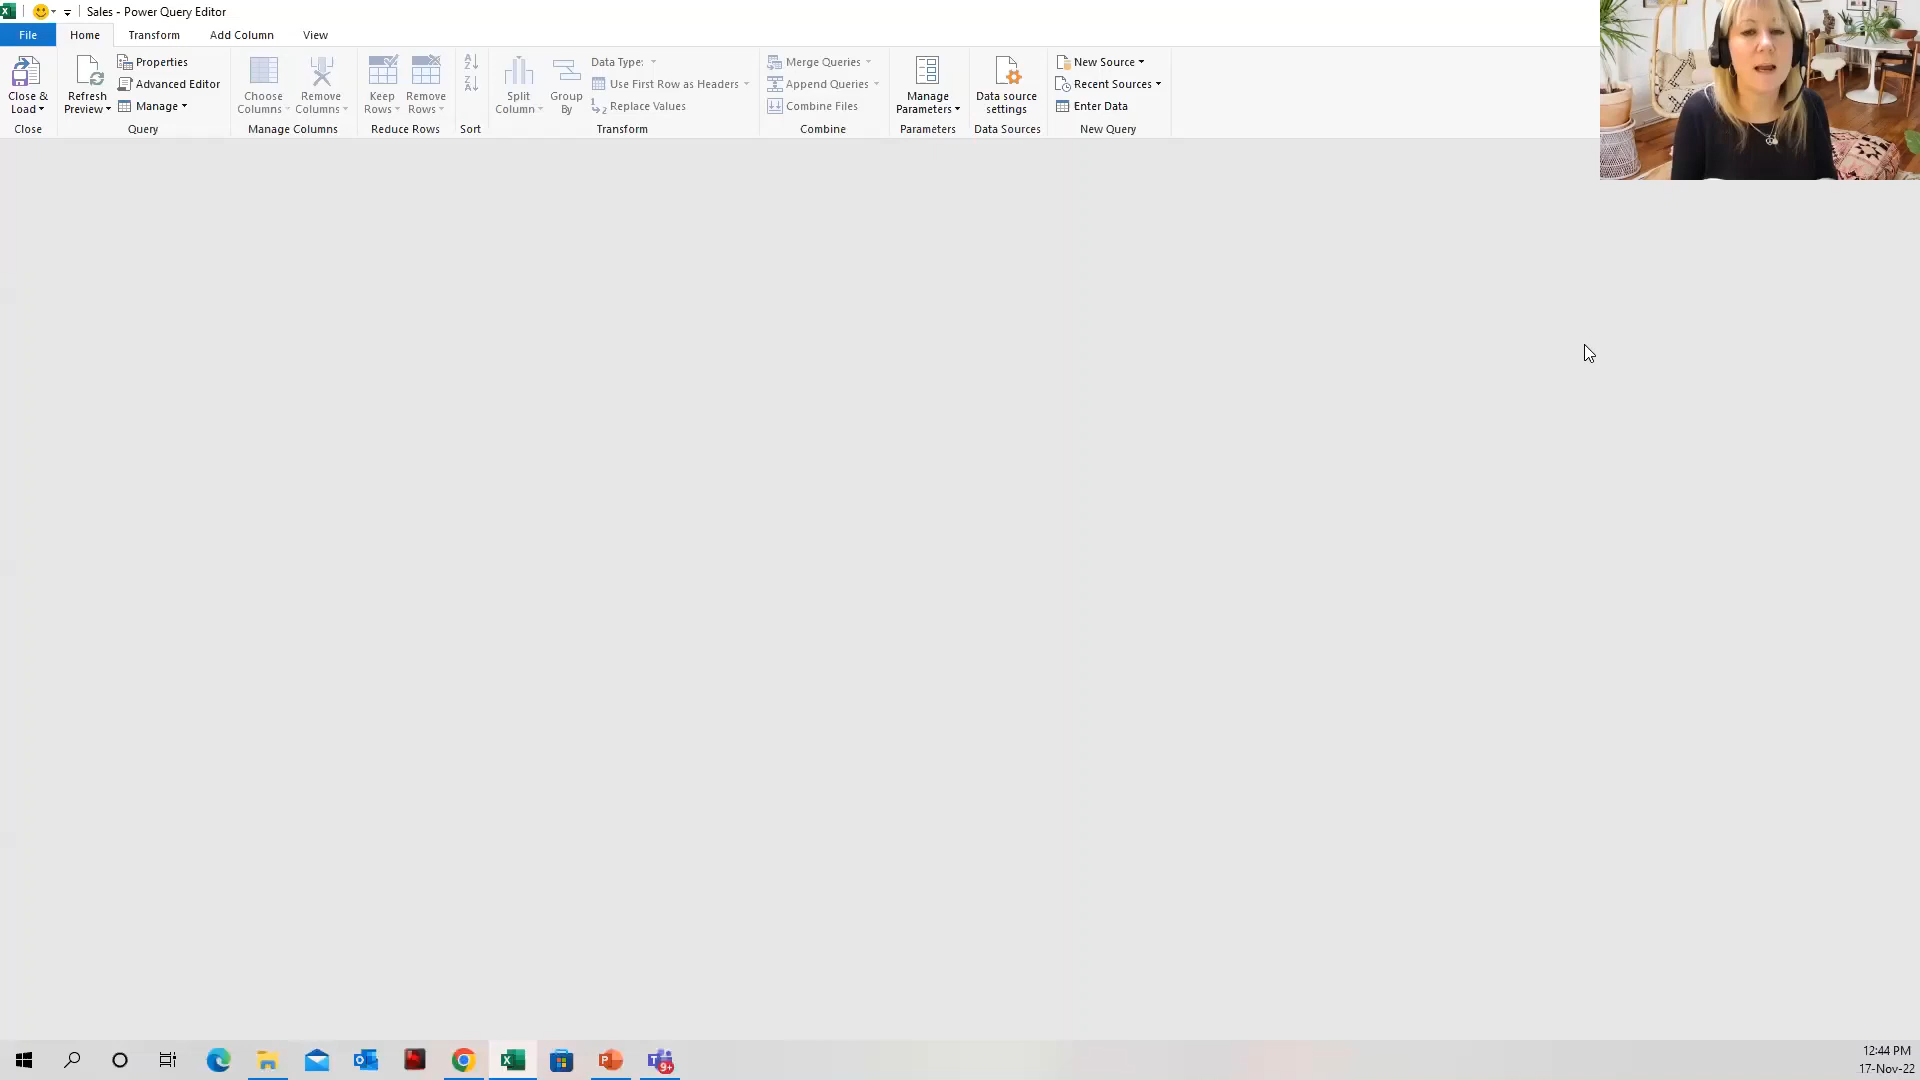 Sales - Power Query Editor
File Home Transform Add Column View
Close & Load
Refresh Preview
Properties
Advanced Editor
Manage
Choose Columns
Remove Columns
Keep Rows
Remove Rows
Split Column
Group By
Data Type:
Use First Row as Headers
Replace Values
Merge Queries
Append Queries
Combine Files
Manage Parameters
Data source settings
New Source
Recent Sources
Enter Data
Close Query Manage Columns Reduce Rows Sort Transform Combine Parameters Data Sources New Query
9+
12:44 PM
17-Nov-22